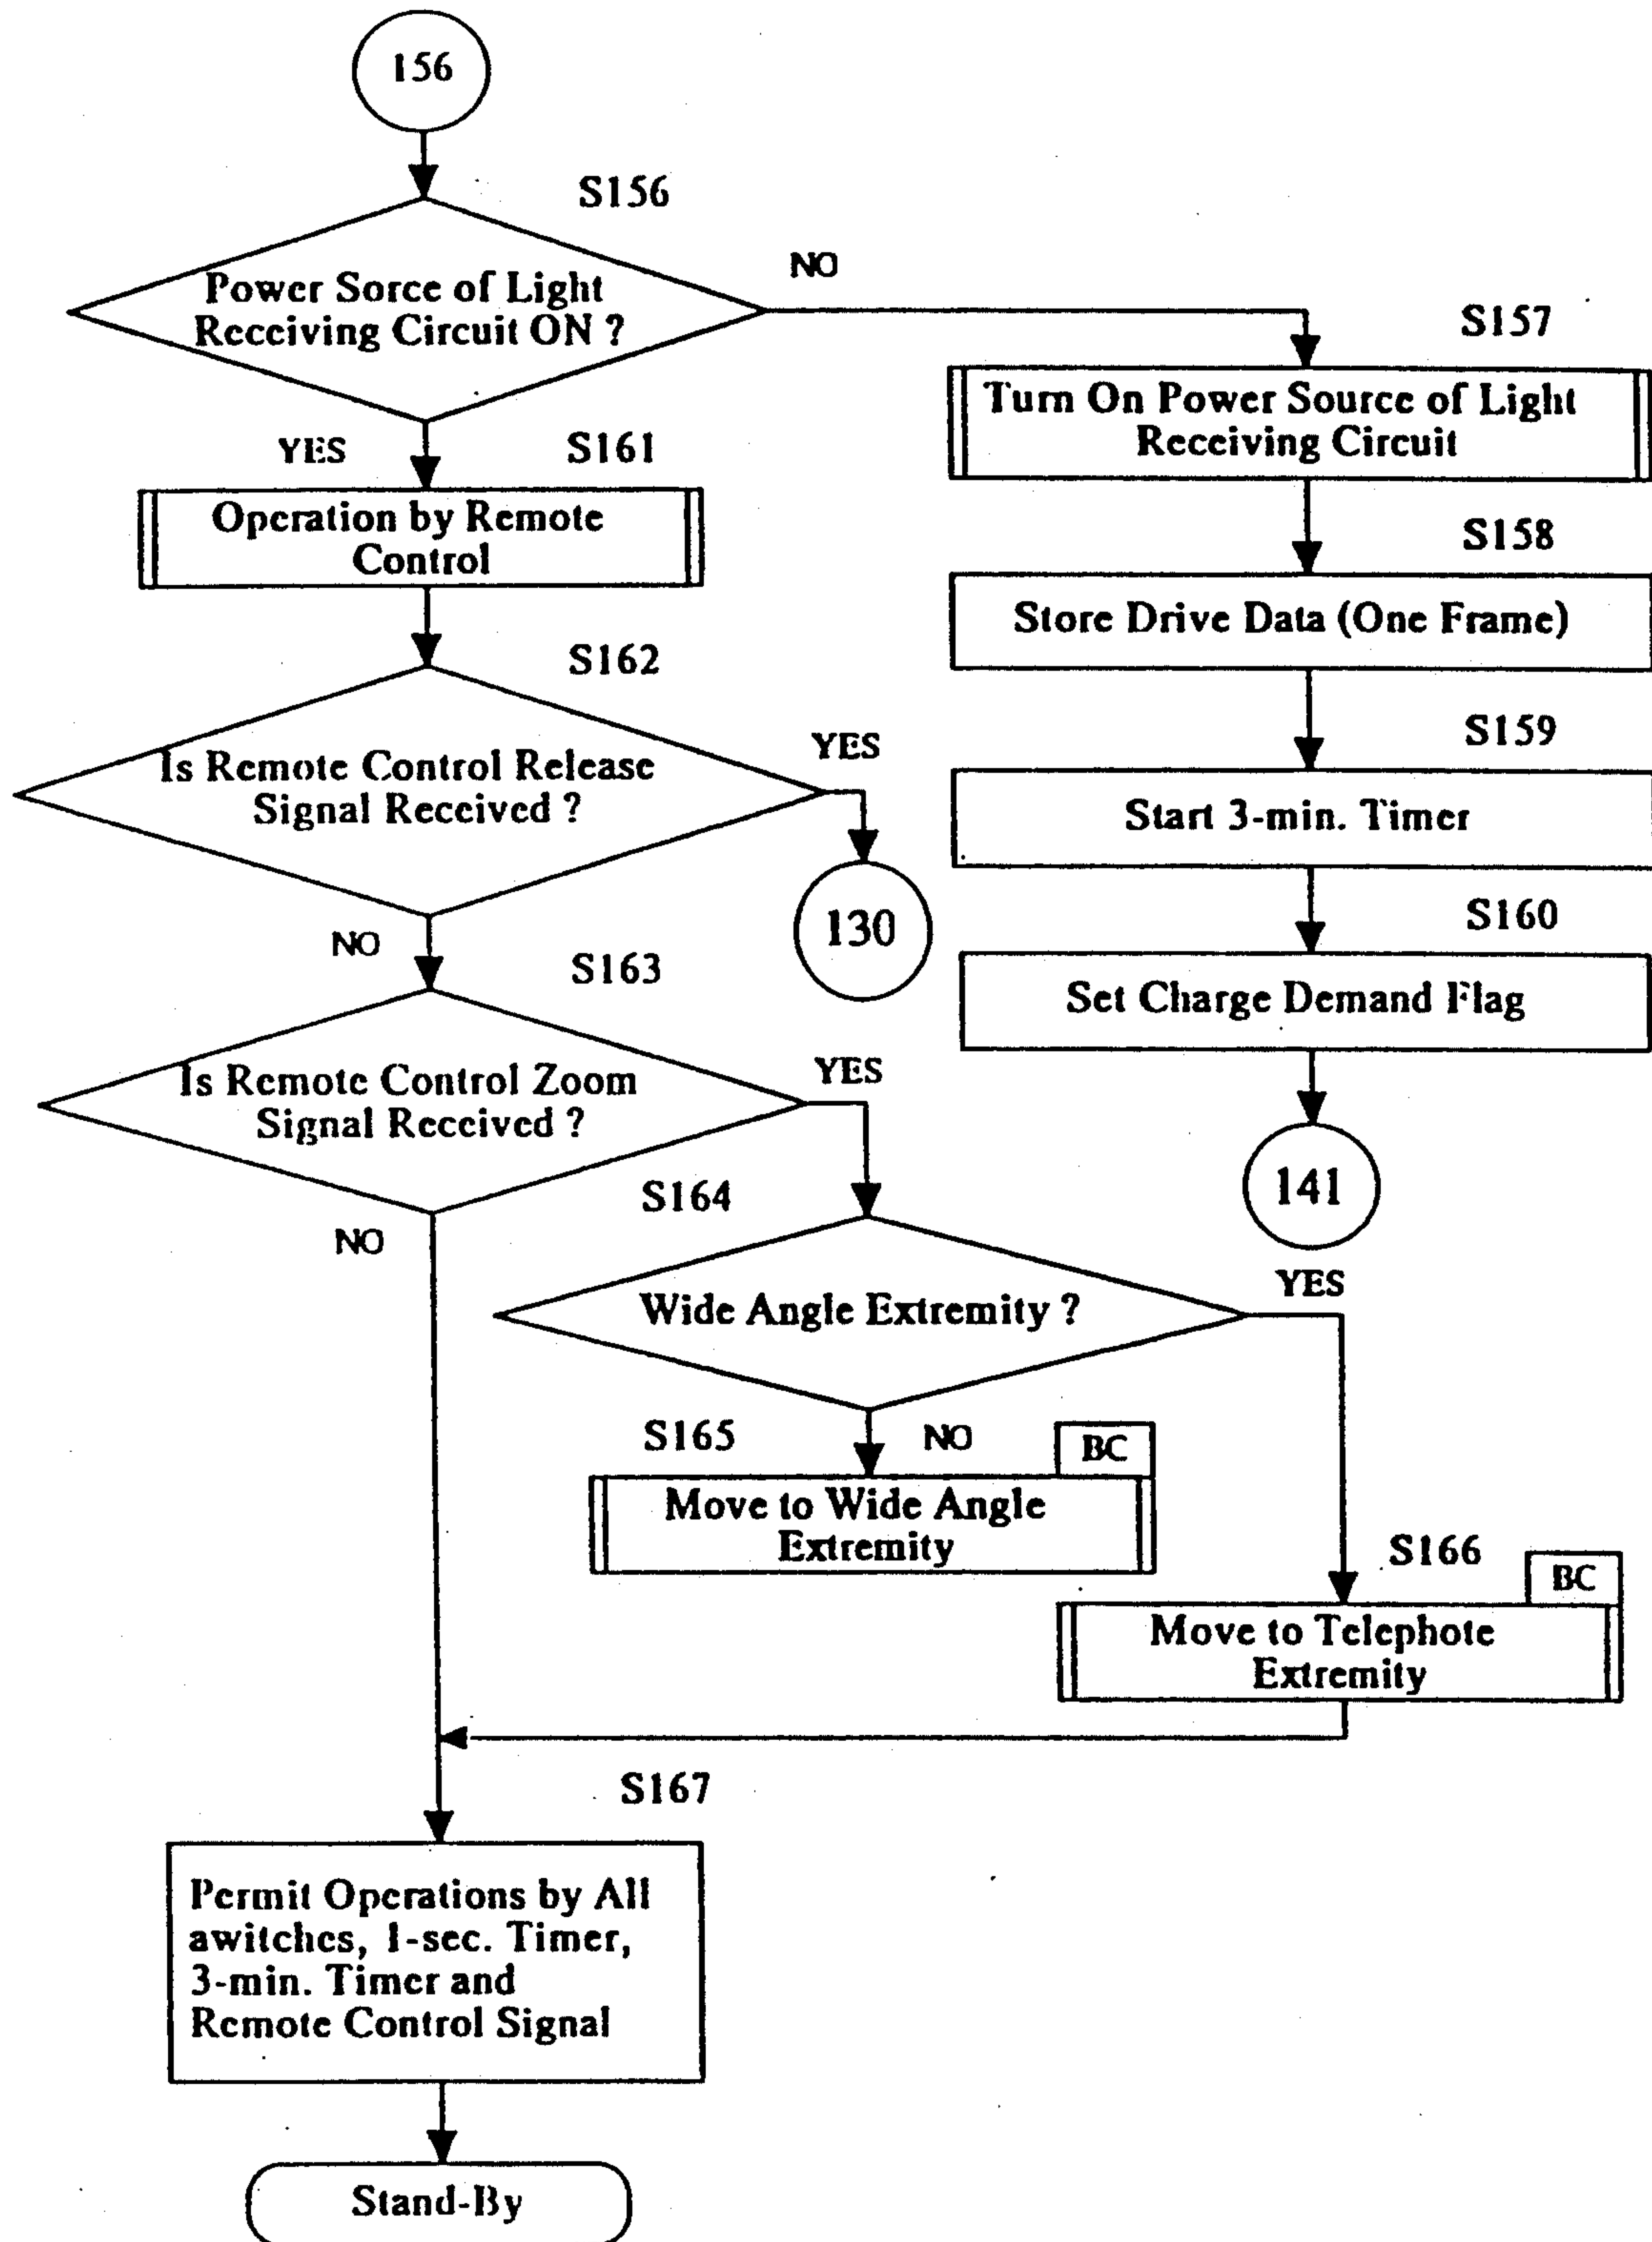 156
S156
Power Sorce of Light
Receiving Circuit ON ?
NO
YES
S157
Turn On Power Source of Light
Receiving Circuit
S158
Store Drive Data (One Frame)
S159
Start 3-min. Timer
S160
Set Charge Demand Flag
141
S161
Operation by Remote
Control
S162
Is Remote Control Release
Signal Received ?
YES
130
NO
S163
Is Remote Control Zoom
Signal Received ?
YES
NO
S164
Wide Angle Extremity ?
YES
NO
S165
BC
Move to Wide Angle
Extremity
S166
BC
Move to Telephote
Extremity
S167
Permit Operations by All
awitches, 1-sec. Timer,
3-min. Timer and
Remote Control Signal
Stand-By